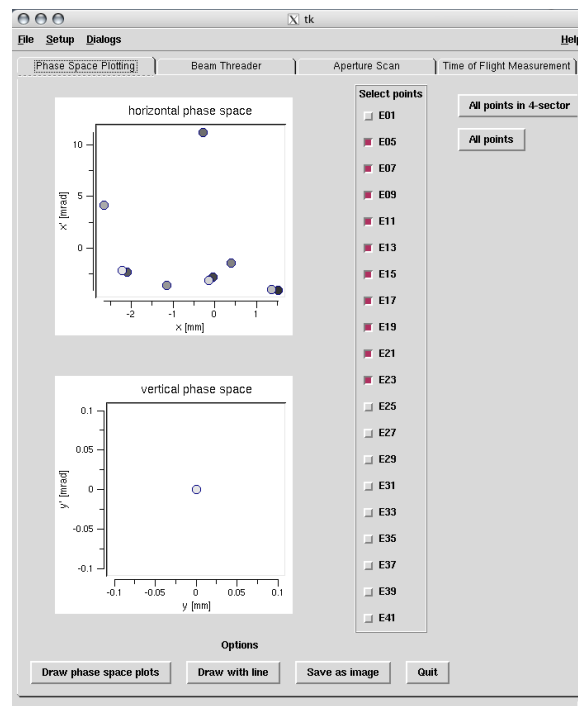 X tk
File Setup Dialogs Help
Phase Space Plotting Beam Threader Aperture Scan Time of Flight Measurement
horizontal phase space
10
5
0
x' [mrad]
-2 -1 0 1
x [mm]
vertical phase space
0.1
0.05
0
-0.05
-0.1
y' [mrad]
-0.1 -0.05 0 0.05 0.1
y [mm]
Select points
E01
E05
E07
E09
E11
E13
E15
E17
E19
E21
E23
E25
E27
E29
E31
E33
E35
E37
E39
E41
All points in 4-sector
All points
Options
Draw phase space plots Draw with line Save as image Quit